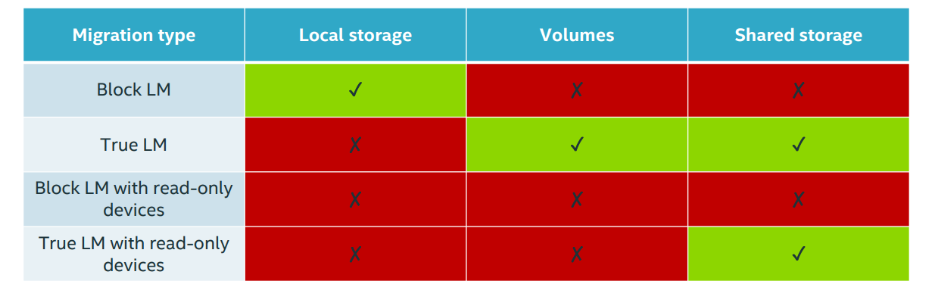 Migration type Local storage Volumes Shared storage
Block LM ✓ ✗ ✗
True LM ✗ ✓ ✓
Block LM with read-only
devices ✗ ✗ ✗
True LM with read-only
devices ✗ ✗ ✓